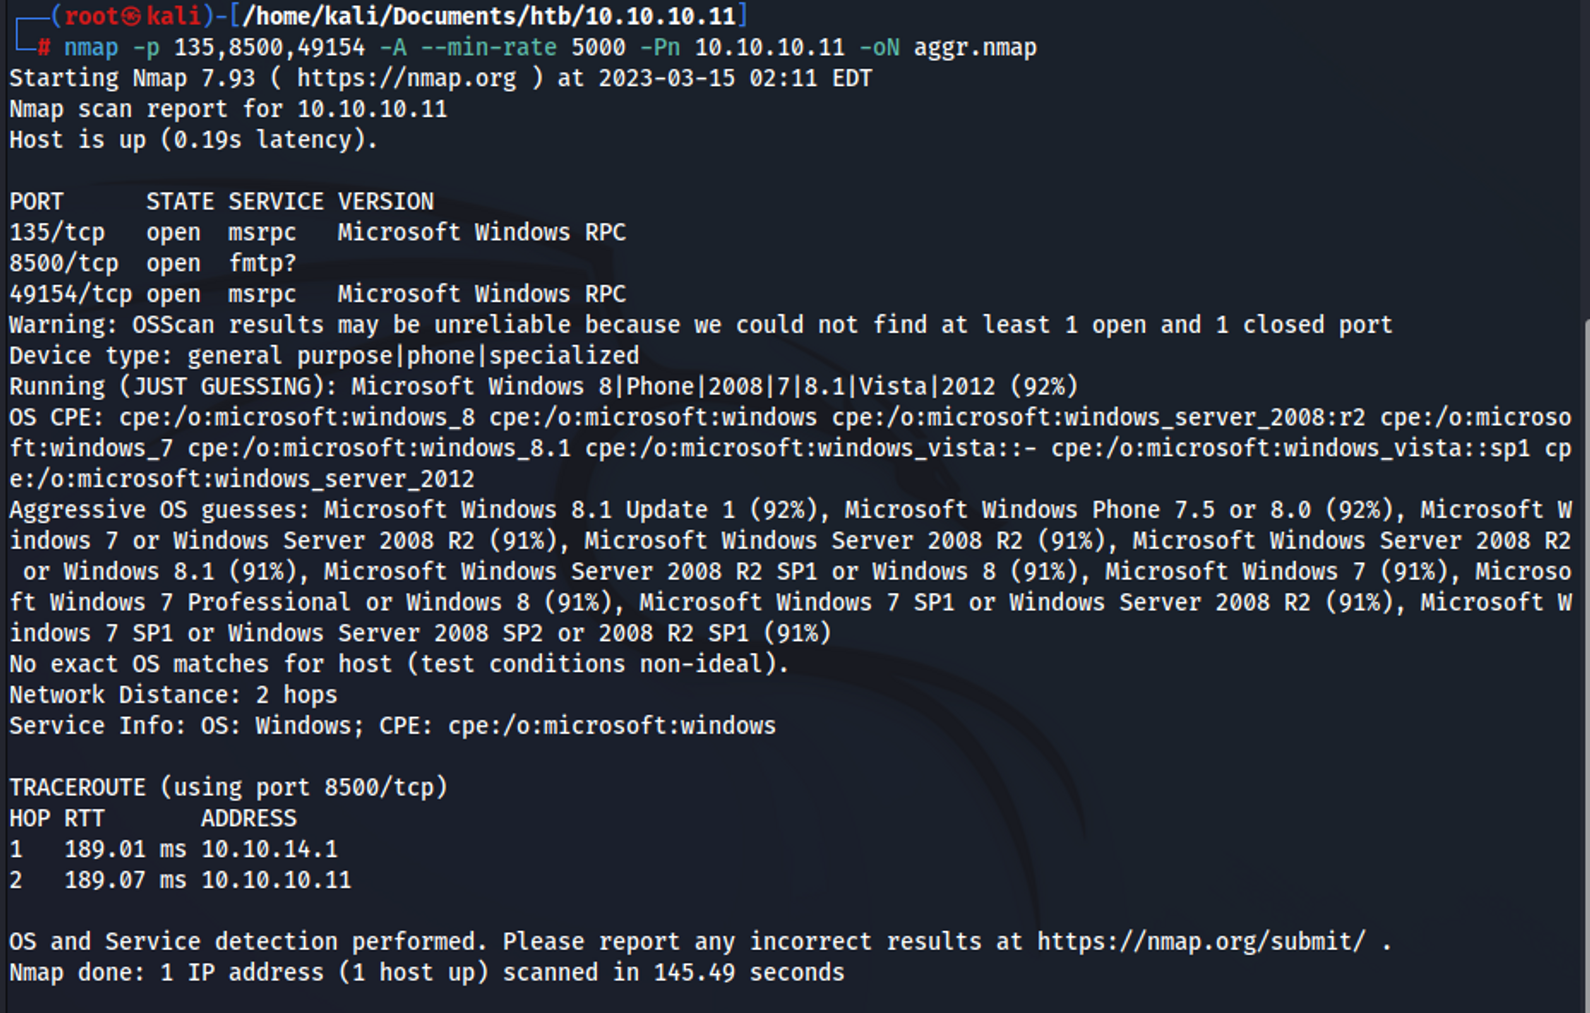 ┌──(root㉿kali)-[/home/kali/Documents/htb/10.10.10.11]
└─# nmap -p 135,8500,49154 -A --min-rate 5000 -Pn 10.10.10.11 -oN aggr.nmap
Starting Nmap 7.93 ( https://nmap.org ) at 2023-03-15 02:11 EDT
Nmap scan report for 10.10.10.11
Host is up (0.19s latency).

PORT      STATE SERVICE VERSION
135/tcp   open  msrpc   Microsoft Windows RPC
8500/tcp  open  fmtp?
49154/tcp open  msrpc   Microsoft Windows RPC
Warning: OSScan results may be unreliable because we could not find at least 1 open and 1 closed port
Device type: general purpose|phone|specialized
Running (JUST GUESSING): Microsoft Windows 8|Phone|2008|7|8.1|Vista|2012 (92%)
OS CPE: cpe:/o:microsoft:windows_8 cpe:/o:microsoft:windows cpe:/o:microsoft:windows_server_2008:r2 cpe:/o:microso
ft:windows_7 cpe:/o:microsoft:windows_8.1 cpe:/o:microsoft:windows_vista::- cpe:/o:microsoft:windows_vista::sp1 cp
e:/o:microsoft:windows_server_2012
Aggressive OS guesses: Microsoft Windows 8.1 Update 1 (92%), Microsoft Windows Phone 7.5 or 8.0 (92%), Microsoft W
indows 7 or Windows Server 2008 R2 (91%), Microsoft Windows Server 2008 R2 (91%), Microsoft Windows Server 2008 R2
 or Windows 8.1 (91%), Microsoft Windows Server 2008 R2 SP1 or Windows 8 (91%), Microsoft Windows 7 (91%), Microso
ft Windows 7 Professional or Windows 8 (91%), Microsoft Windows 7 SP1 or Windows Server 2008 R2 (91%), Microsoft W
indows 7 SP1 or Windows Server 2008 SP2 or 2008 R2 SP1 (91%)
No exact OS matches for host (test conditions non-ideal).
Network Distance: 2 hops
Service Info: OS: Windows; CPE: cpe:/o:microsoft:windows

TRACEROUTE (using port 8500/tcp)
HOP RTT       ADDRESS
1   189.01 ms 10.10.14.1
2   189.07 ms 10.10.10.11

OS and Service detection performed. Please report any incorrect results at https://nmap.org/submit/ .
Nmap done: 1 IP address (1 host up) scanned in 145.49 seconds